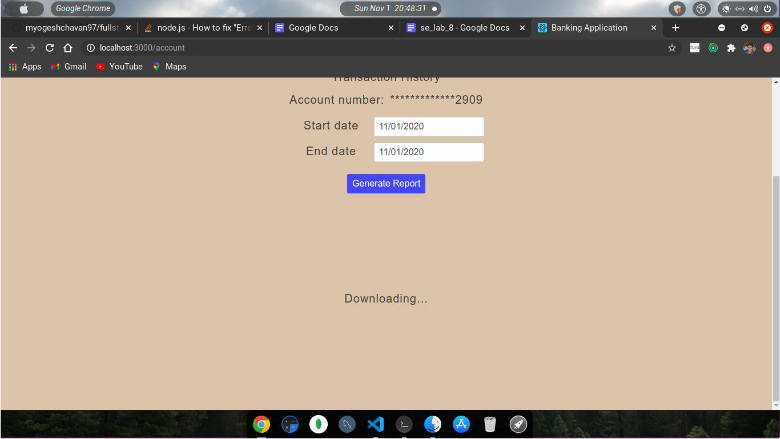 Google Chrome
Sun Nov 1 20:48:31
myogeshchavan97/fullst
node.js - How to fix "Erro
Google Docs
se_lab_8 - Google Docs
Banking Application
localhost:3000/account
Apps
Gmail
YouTube
Maps
Transaction History
Account number: *************2909
Start date 11/01/2020
End date 11/01/2020
Generate Report
Downloading...